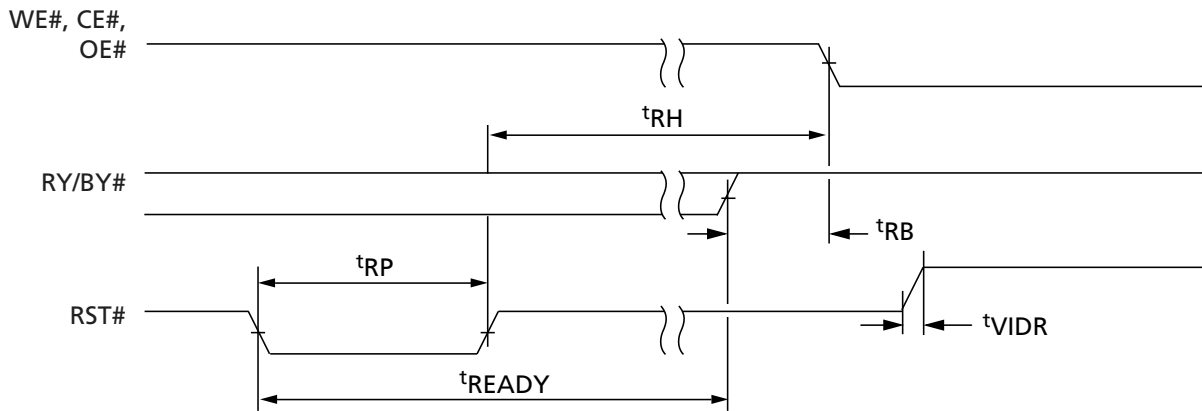 WE#, CE#,
OE#
tRH
RY/BY#
tRB
tRP
RST#
tVIDR
tREADY